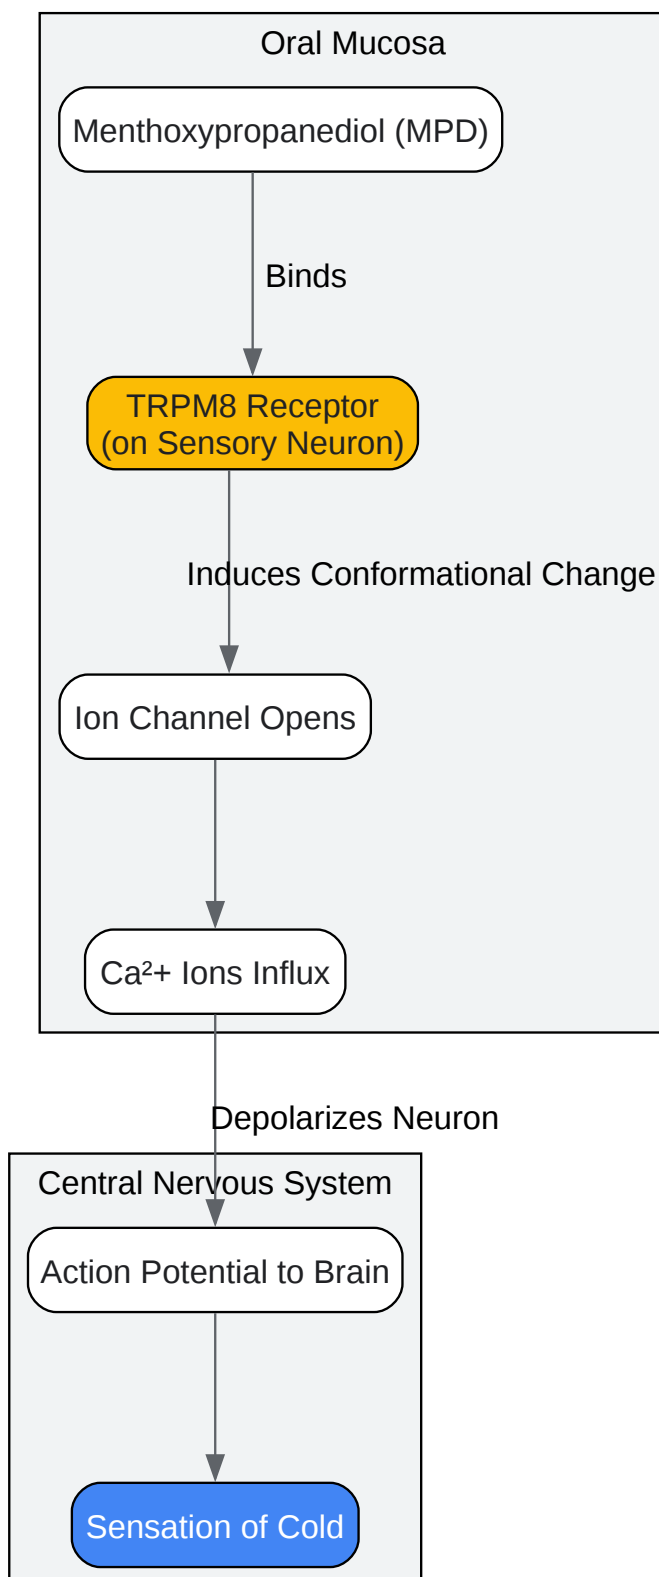 Oral Mucosa
Menthoxypropanediol (MPD)
Binds
TRPM8 Receptor
(on Sensory Neuron)
Induces Conformational Change
Ion Channel Opens
Ca²+ Ions Influx
Depolarizes Neuron
Central Nervous System
Action Potential to Brain
Sensation of Cold